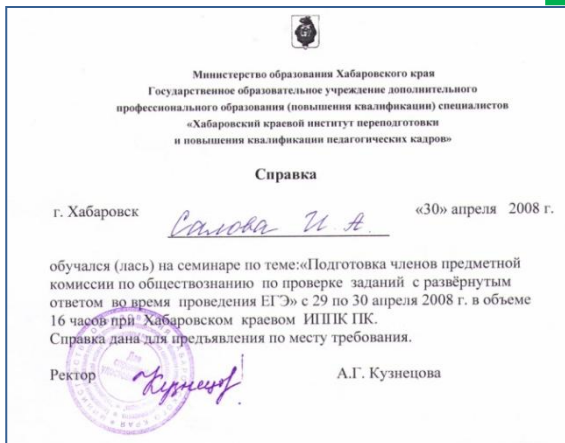 Министерство образования Хабаровского края
Государственное образовательное учреждение дополнительного
профессионального образования (повышения квалификации) специалистов
«Хабаровский краевой институт переподготовки
и повышения квалификации педагогических кадров»
Справка
г. Хабаровск Салова И. А. «30» апреля 2008 г.
обучался (лась) на семинаре по теме:«Подготовка членов предметной
комиссии по обществознанию по проверке заданий с развёрнутым
ответом во время проведения ЕГЭ» с 29 по 30 апреля 2008 г. в объеме
16 часов при Хабаровском краевом ИППК ПК.
Справка дана для предъявления по месту требования.
Ректор Кузнецов А.Г. Кузнецова
Для